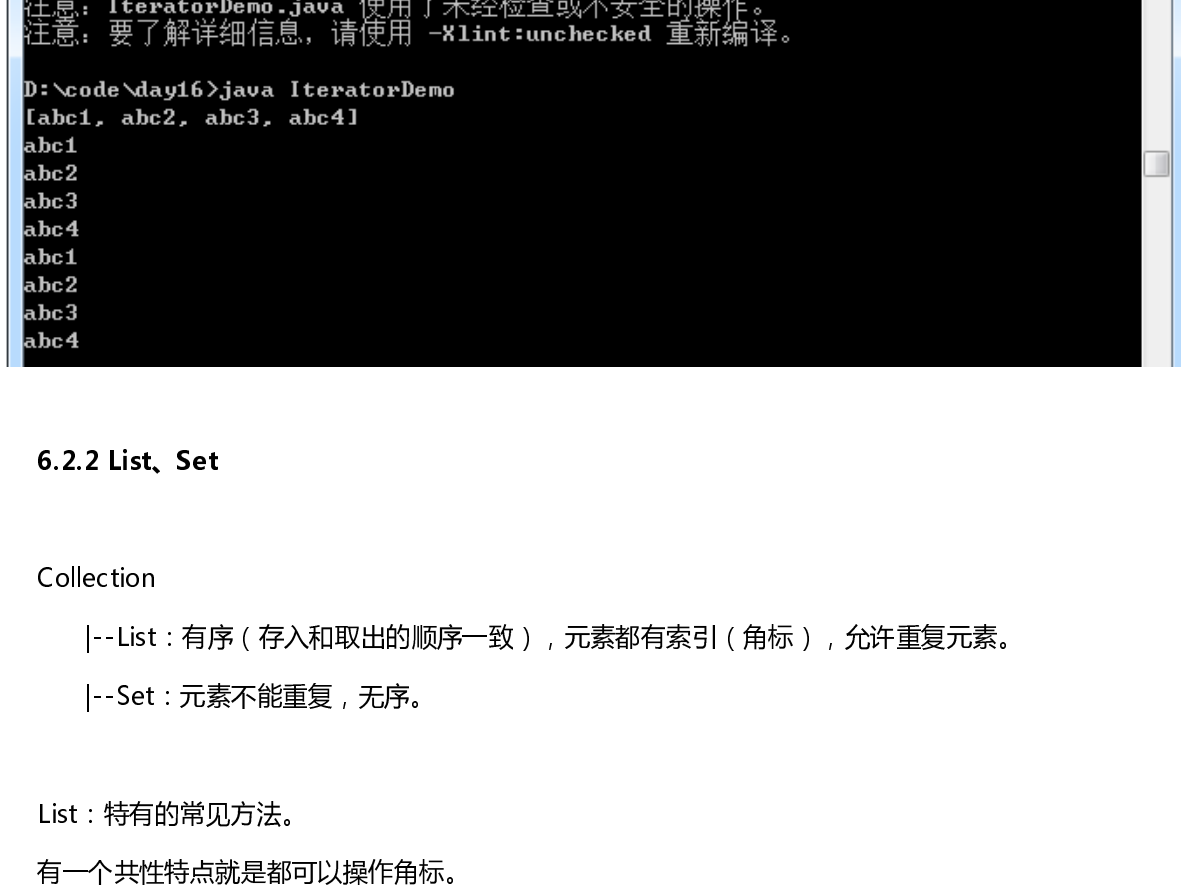 注意：IteratorDemo.java 使用了未经检查或不安全的操作。
注意：要了解详细信息，请使用 -Xlint:unchecked 重新编译。
D:\code\day16>java IteratorDemo
[abc1, abc2, abc3, abc4]
abc1
abc2
abc3
abc4
abc1
abc2
abc3
abc4
6.2.2 List、Set
Collection
|--List：有序（存入和取出的顺序一致），元素都有索引（角标），允许重复元素。
|--Set：元素不能重复，无序。
List：特有的常见方法。
有一个共性特点就是都可以操作角标。